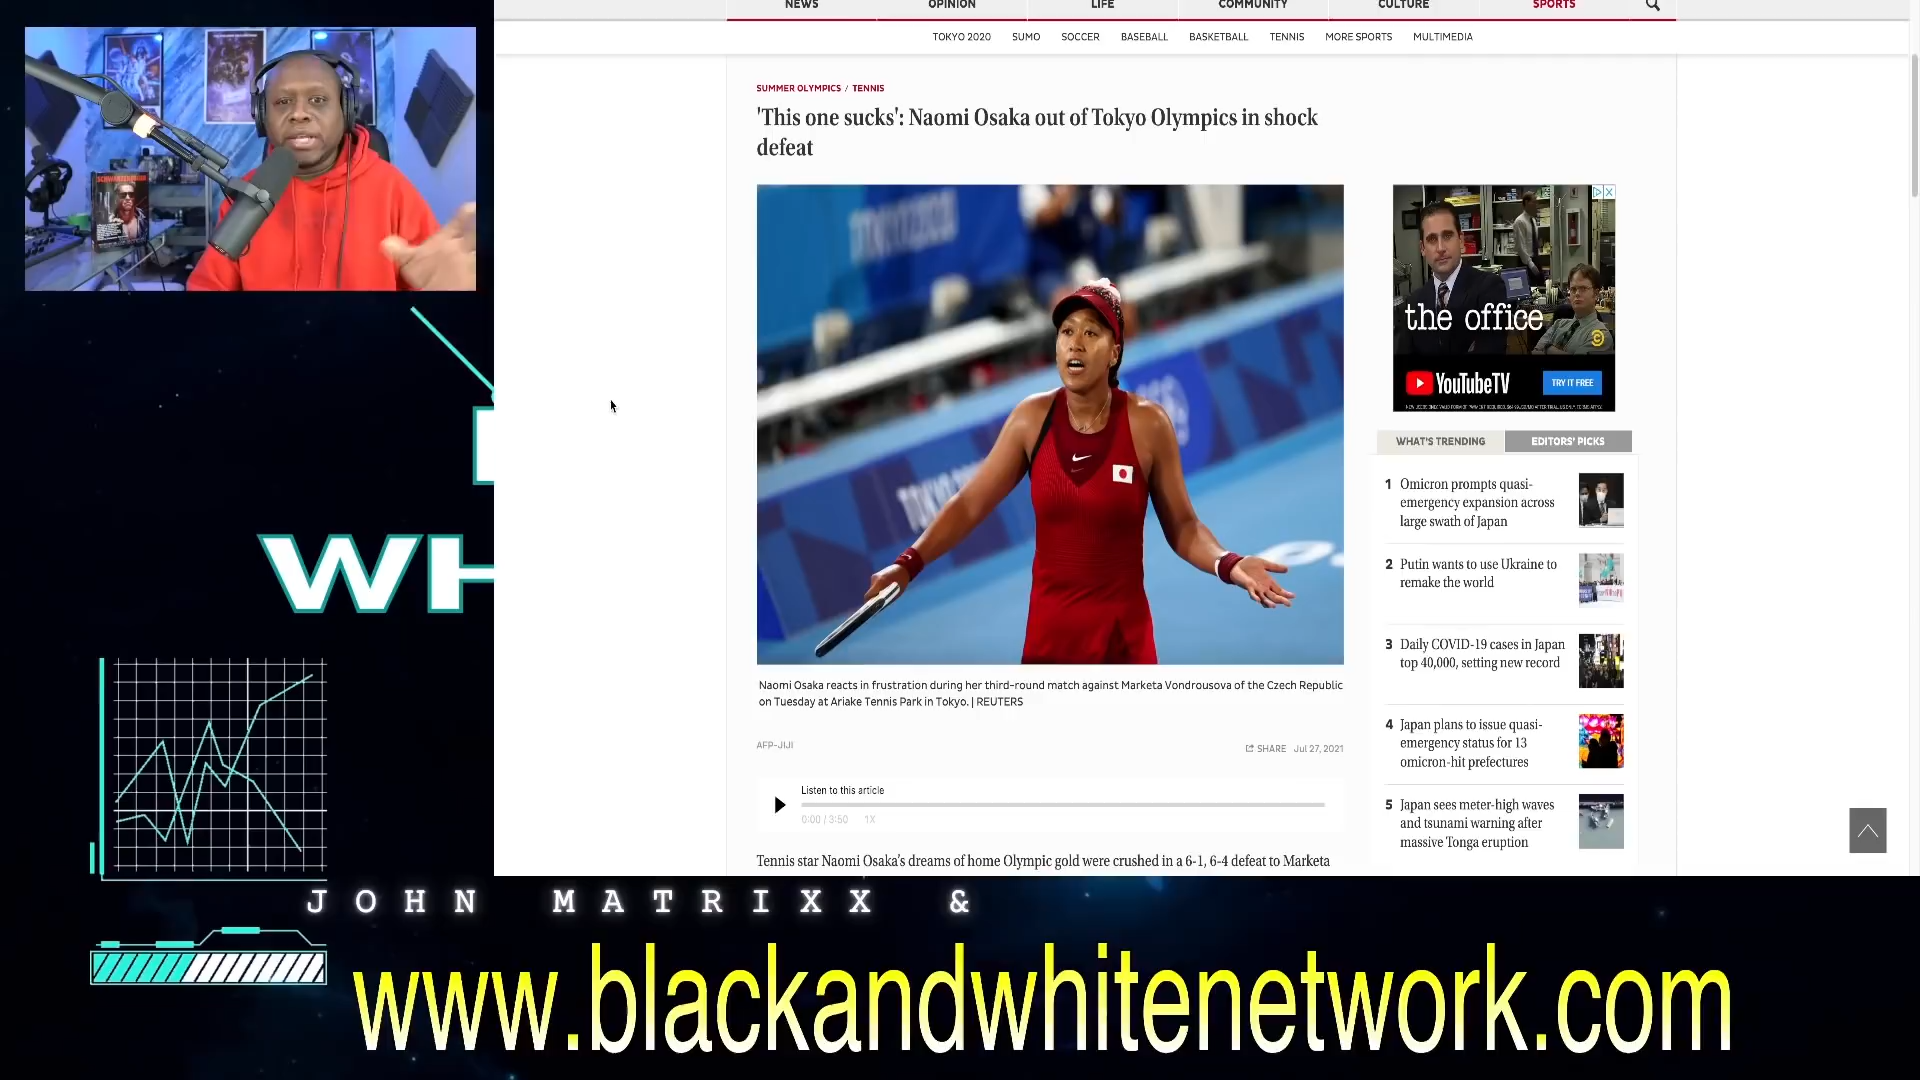 NEWS
OPINION
LIFE
COMMUNITY
CULTURE
SPORTS
TOKYO 2020
SUMO
SOCCER
BASEBALL
BASKETBALL
TENNIS
MORE SPORTS
MULTIMEDIA
SUMMER OLYMPICS / TENNIS
'This one sucks': Naomi Osaka out of Tokyo Olympics in shock
defeat
the office
YouTubeTV
TRY IT FREE
Naomi Osaka reacts in frustration during her third-round match against Marketa Vondrousova of the Czech Republic
on Tuesday at Ariake Tennis Park in Tokyo. | REUTERS
AFP-JIJI
SHARE Jul 27, 2021
Listen to this article
0:00 / 3:50 1X
Tennis star Naomi Osaka's dreams of home Olympic gold were crushed in a 6-1, 6-4 defeat to Marketa
WHAT'S TRENDING
EDITORS' PICKS
1 Omicron prompts quasi-
emergency expansion across
large swath of Japan
2 Putin wants to use Ukraine to
remake the world
3 Daily COVID-19 cases in Japan
top 40,000, setting new record
4 Japan plans to issue quasi-
emergency status for 13
omicron-hit prefectures
5 Japan sees meter-high waves
and tsunami warning after
massive Tonga eruption
SCHWARZENEGGER
WH
JOHN MATRIXX &
www.blackandwhitenetwork.com